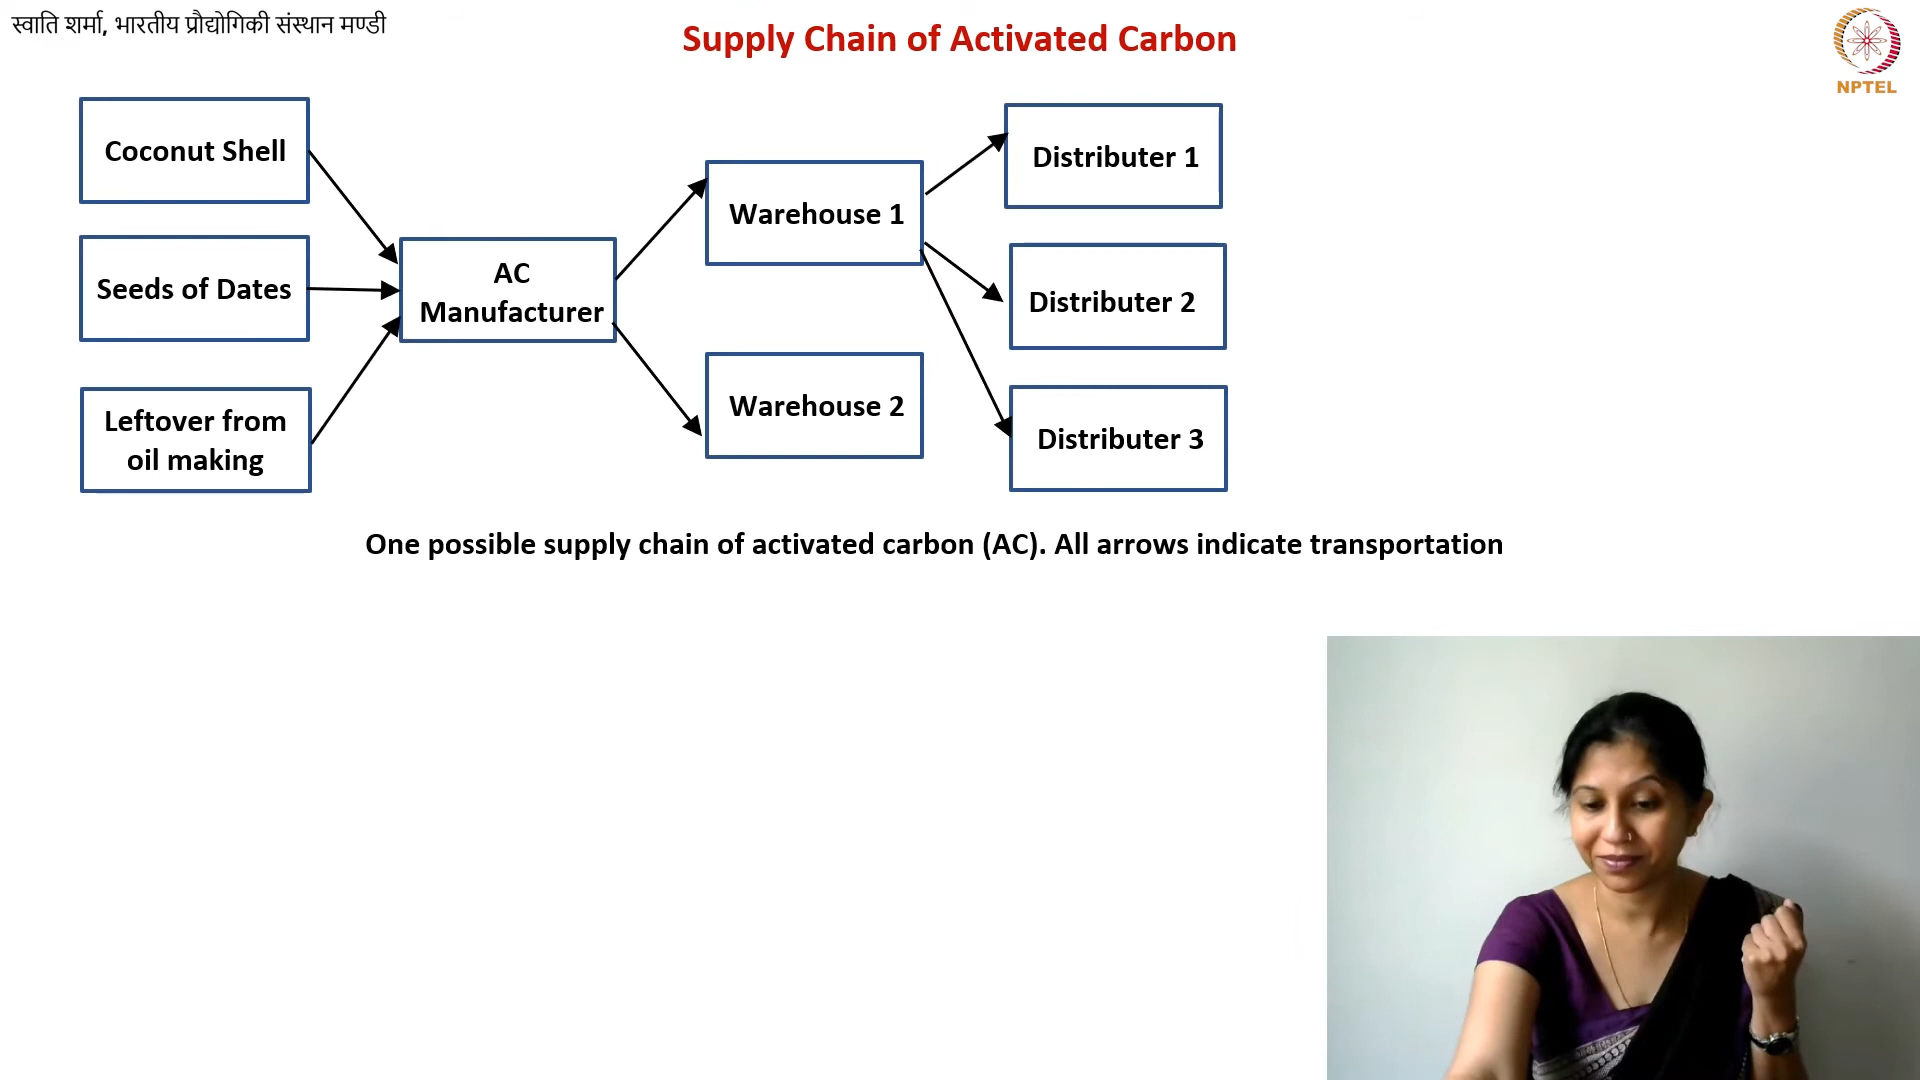 स्वाति शर्मा, भारतीय प्रौद्योगिकी संस्थान मण्डी
Supply Chain of Activated Carbon
NPTEL
Coconut Shell
Seeds of Dates
Leftover from
oil making
AC
Manufacturer
Warehouse 1
Warehouse 2
Distributer 1
Distributer 2
Distributer 3
One possible supply chain of activated carbon (AC). All arrows indicate transportation